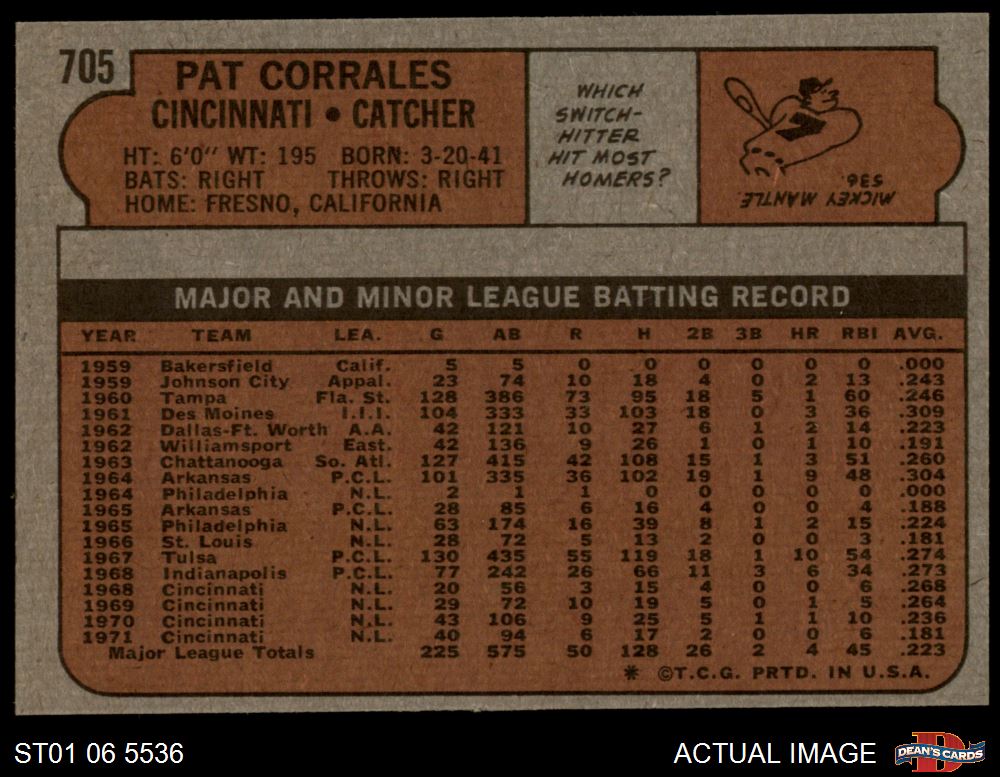 705
PAT CORRALES
CINCINNATI • CATCHER
HT: 6'0" WT: 195 BORN: 3-20-41
BATS: RIGHT THROWS: RIGHT
HOME: FRESNO, CALIFORNIA
WHICH
SWITCH-
HITTER
HIT MOST
HOMERS?
7
MICKEY MANTLE.
536.
MAJOR AND MINOR LEAGUE BATTING RECORD
YEAR TEAM LEA. G AB R H 2B 3B HR RBI AVG.
1959 Bakersfield Calif. 5 5 0 0 0 0 0 0 .000
1959 Johnson City Appal. 23 74 10 18 4 0 2 13 .243
1960 Tampa Fla. St. 128 386 73 95 18 5 1 60 .246
1961 Des Moines I.I.I. 104 333 33 103 18 0 3 36 .309
1962 Dallas-Ft. Worth A.A. 42 121 10 27 6 1 2 14 .223
1962 Williamsport East. 42 136 9 26 1 0 1 10 .191
1963 Chattanooga So. Atl. 127 415 42 108 15 1 3 51 .260
1964 Arkansas P.C.L. 101 335 36 102 19 1 9 48 .304
1964 Philadelphia N.L. 2 1 1 0 0 0 0 0 .000
1965 Arkansas P.C.L. 28 85 6 16 4 0 0 4 .188
1965 Philadelphia N.L. 63 174 16 39 8 1 2 15 .224
1966 St. Louis N.L. 28 72 5 13 2 0 0 3 .181
1967 Tulsa P.C.L. 130 435 55 119 18 1 10 54 .274
1968 Indianapolis P.C.L. 77 242 26 66 11 3 6 34 .273
1968 Cincinnati N.L. 20 56 3 15 4 0 0 6 .268
1969 Cincinnati N.L. 29 72 10 19 5 0 1 5 .264
1970 Cincinnati N.L. 43 106 9 25 5 1 1 10 .236
1971 Cincinnati N.L. 40 94 6 17 2 0 0 6 .181
Major League Totals 225 575 50 128 26 2 4 45 .223
* ©T.C.G. PRTD. IN U.S.A.
ST01 06 5536
ACTUAL IMAGE
D
DEAN'S CARDS